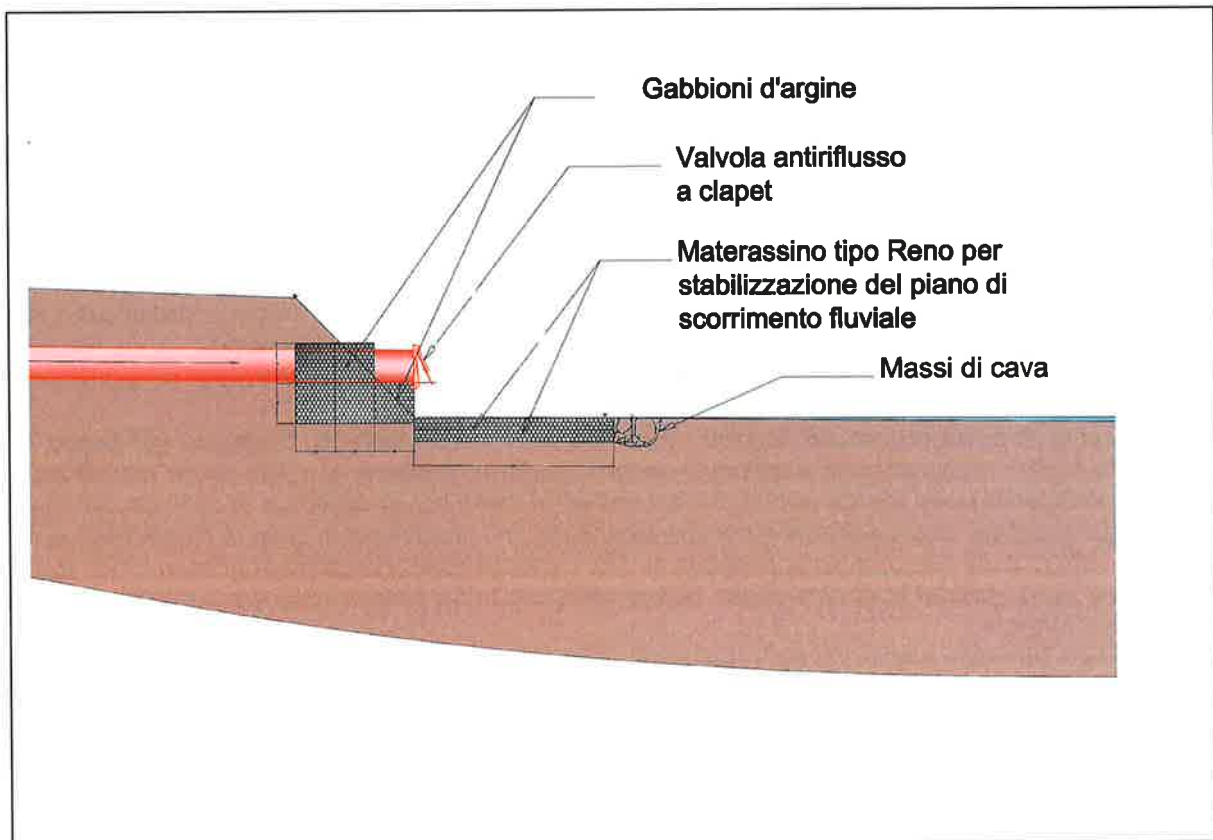 Gabbioni d'argine
Valvola antiriflusso
a clapet
Materassino tipo Reno per
stabilizzazione del piano di
scorrimento fluviale
Massi di cava